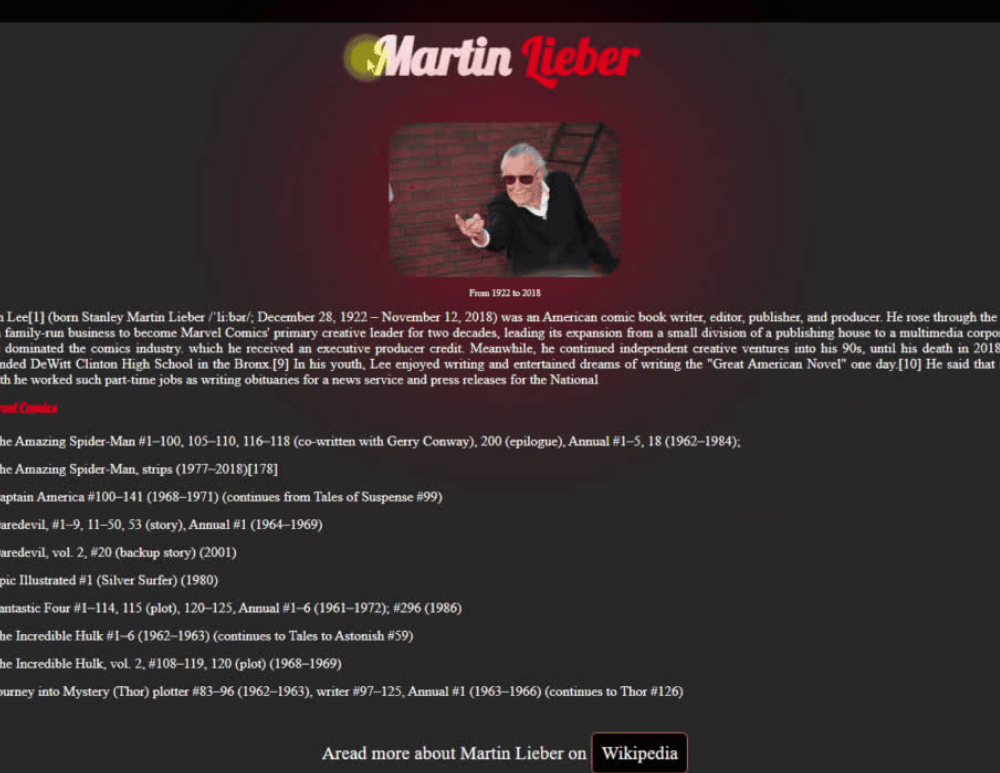 Martin Lieber
From 1922 to 2018
Lee[1] (born Stanley Martin Lieber /ˈliːbər/; December 28, 1922 – November 12, 2018) was an American comic book writer, editor, publisher, and producer. He rose through the
family-run business to become Marvel Comics' primary creative leader for two decades, leading its expansion from a small division of a publishing house to a multimedia corpo
dominated the comics industry. which he received an executive producer credit. Meanwhile, he continued independent creative ventures into his 90s, until his death in 2018
nded DeWitt Clinton High School in the Bronx.[9] In his youth, Lee enjoyed writing and entertained dreams of writing the "Great American Novel" one day.[10] He said that
th he worked such part-time jobs as writing obituaries for a news service and press releases for the National
Comics
he Amazing Spider-Man #1–100, 105–110, 116–118 (co-written with Gerry Conway), 200 (epilogue), Annual #1–5, 18 (1962–1984);
he Amazing Spider-Man, strips (1977–2018)[178]
aptain America #100–141 (1968–1971) (continues from Tales of Suspense #99)
aredevil, #1–9, 11–50, 53 (story), Annual #1 (1964–1969)
aredevil, vol. 2, #20 (backup story) (2001)
pic Illustrated #1 (Silver Surfer) (1980)
antastic Four #1–114, 115 (plot), 120–125, Annual #1–6 (1961–1972); #296 (1986)
he Incredible Hulk #1–6 (1962–1963) (continues to Tales to Astonish #59)
he Incredible Hulk, vol. 2, #108–119, 120 (plot) (1968–1969)
ourney into Mystery (Thor) plotter #83–96 (1962–1963), writer #97–125, Annual #1 (1963–1966) (continues to Thor #126)
Aread more about Martin Lieber on Wikipedia